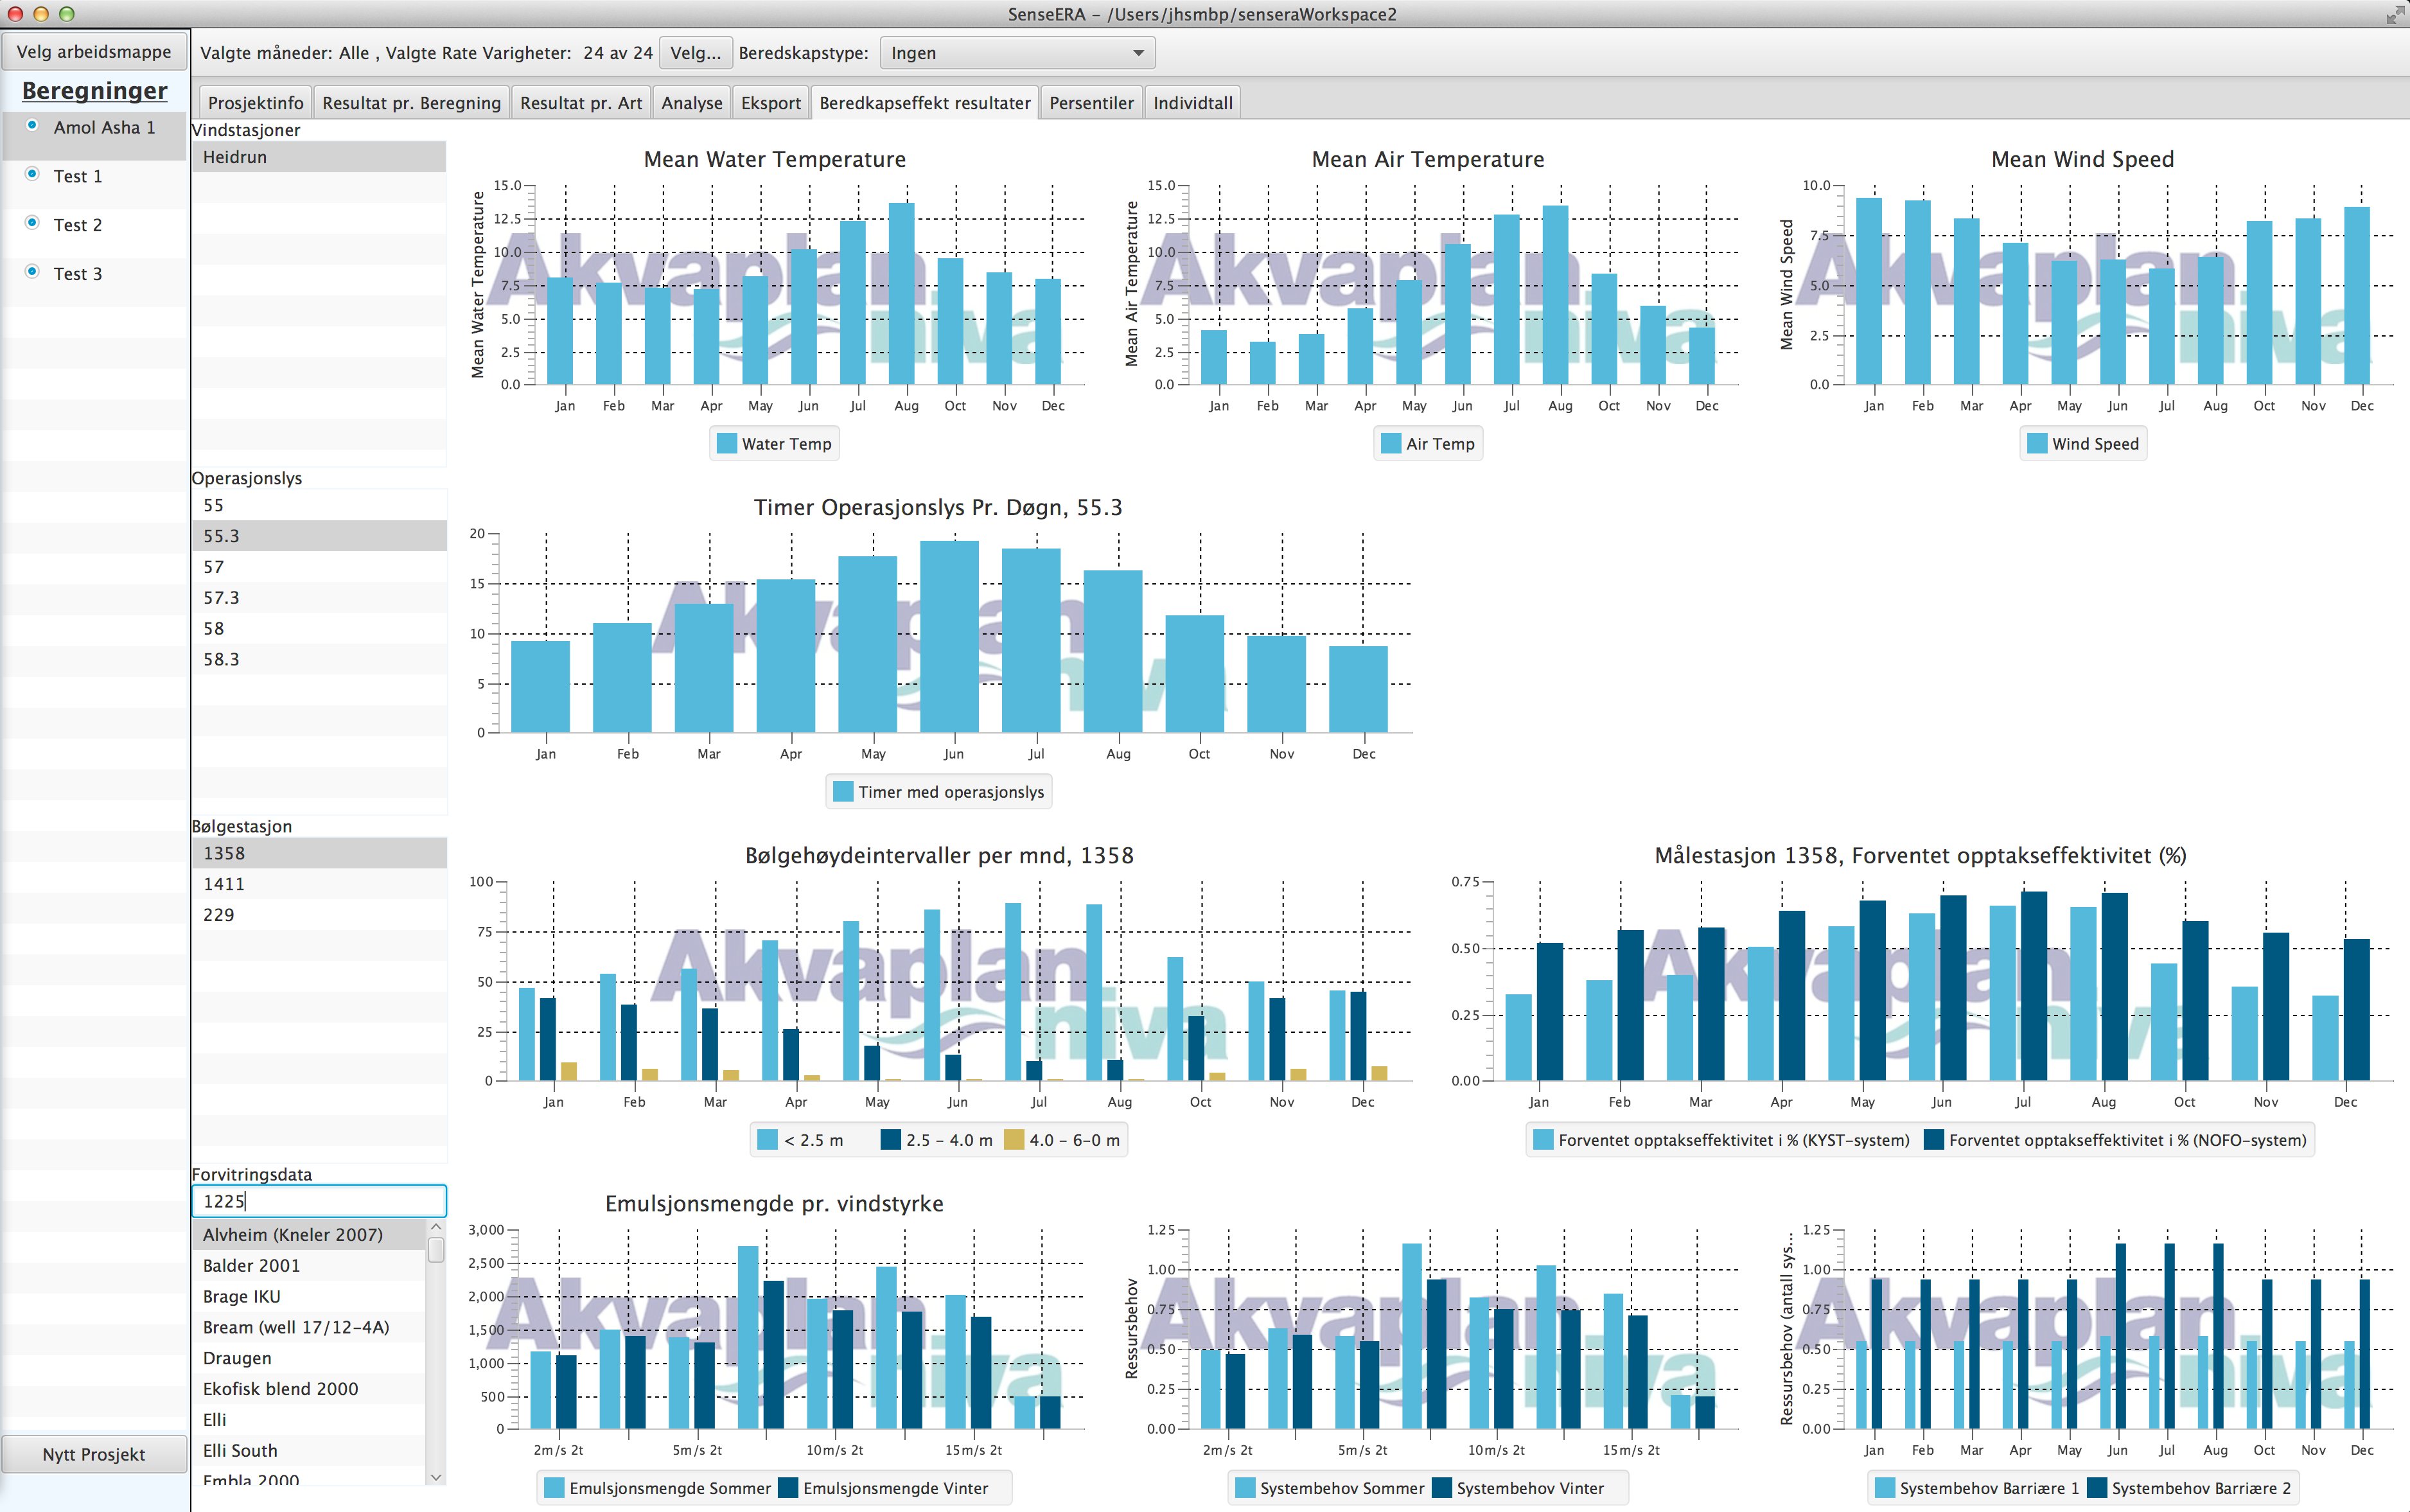 SenseERA – /Users/jhsmbp/senseraWorkspace2
Velg arbeidsmappe
Valgte måneder: Alle , Valgte Rate Varigheter: 24 av 24 Velg... Beredskapstype: Ingen
Beregninger
Amol Asha 1
Test 1
Test 2
Test 3
Nytt Prosjekt
Prosjektinfo Resultat pr. Beregning Resultat pr. Art Analyse Eksport Beredkapseffekt resultater Persentiler Individtall
Vindstasjoner
Heidrun
Mean Water Temperature
Mean Water Temperature
15.0
12.5
10.0
7.5
5.0
2.5
0.0
Akvaplan
niva
Jan Feb Mar Apr May Jun Jul Aug Oct Nov Dec
Water Temp
Mean Air Temperature
Mean Air Temperature
15.0
12.5
10.0
7.5
5.0
2.5
0.0
Akvaplan
niva
Jan Feb Mar Apr May Jun Jul Aug Oct Nov Dec
Air Temp
Mean Wind Speed
Mean Wind Speed
10.0
7.5
5.0
2.5
0.0
Akvaplan
niva
Jan Feb Mar Apr May Jun Jul Aug Oct Nov Dec
Wind Speed
Operasjonslys
55
55.3
57
57.3
58
58.3
Timer Operasjonslys Pr. Døgn, 55.3
20
15
10
5
0
Akvaplan
niva
Jan Feb Mar Apr May Jun Jul Aug Oct Nov Dec
Timer med operasjonslys
Bølgestasjon
1358
1411
229
Bølgehøydeintervaller per mnd, 1358
100
75
50
25
0
Akvaplan
niva
Jan Feb Mar Apr May Jun Jul Aug Oct Nov Dec
< 2.5 m 2.5 – 4.0 m 4.0 – 6–0 m
Målestasjon 1358, Forventet opptakseffektivitet (%)
0.75
0.50
0.25
0.00
Akvaplan
niva
Jan Feb Mar Apr May Jun Jul Aug Oct Nov Dec
Forventet opptakseffektivitet i % (KYST–system) Forventet opptakseffektivitet i % (NOFO–system)
Forvitringsdata
1225
Alvheim (Kneler 2007)
Balder 2001
Brage IKU
Bream (well 17/12–4A)
Draugen
Ekofisk blend 2000
Elli
Elli South
Embla 2000
Emulsjonsmengde pr. vindstyrke
3,000
2,500
2,000
1,500
1,000
500
0
Akvaplan
niva
2m/s 2t 5m/s 2t 10m/s 2t 15m/s 2t
Emulsjonsmengde Sommer Emulsjonsmengde Vinter
Ressursbehov
1.25
1.00
0.75
0.50
0.25
0.00
Akvaplan
niva
2m/s 2t 5m/s 2t 10m/s 2t 15m/s 2t
Systembehov Sommer Systembehov Vinter
Ressursbehov (antall sys...
1.25
1.00
0.75
0.50
0.25
0.00
Akvaplan
niva
Jan Feb Mar Apr May Jun Jul Aug Oct Nov Dec
Systembehov Barriære 1 Systembehov Barriære 2